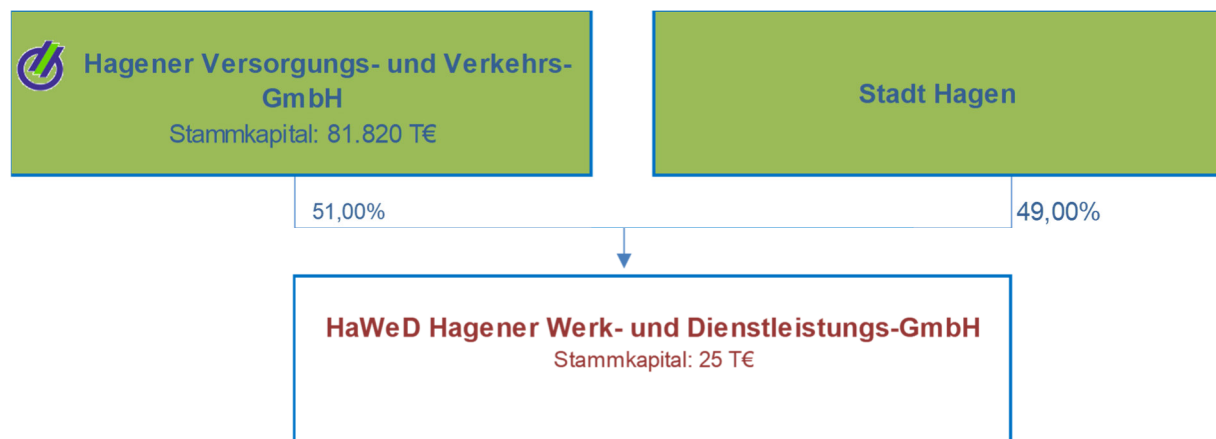 Hagener Versorgungs- und Verkehrs-
GmbH
Stammkapital: 81.820 T€
Stadt Hagen
51,00%
49,00%
HaWeD Hagener Werk- und Dienstleistungs-GmbH
Stammkapital: 25 T€